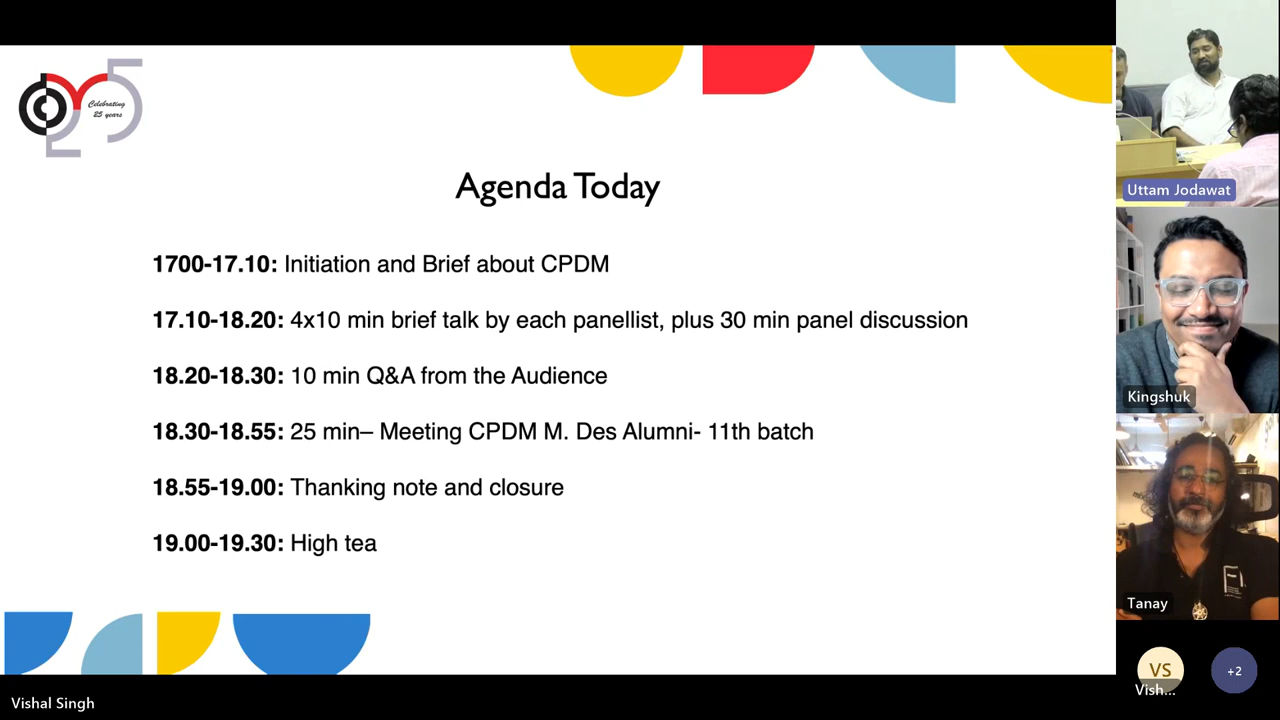 Celebrating
25 years
Agenda Today
1700-17.10: Initiation and Brief about CPDM
17.10-18.20: 4x10 min brief talk by each panellist, plus 30 min panel discussion
18.20-18.30: 10 min Q&A from the Audience
18.30-18.55: 25 min– Meeting CPDM M. Des Alumni- 11th batch
18.55-19.00: Thanking note and closure
19.00-19.30: High tea
Uttam Jodawat
Kingshuk
Tanay
VS
Vish...
+2
Vishal Singh